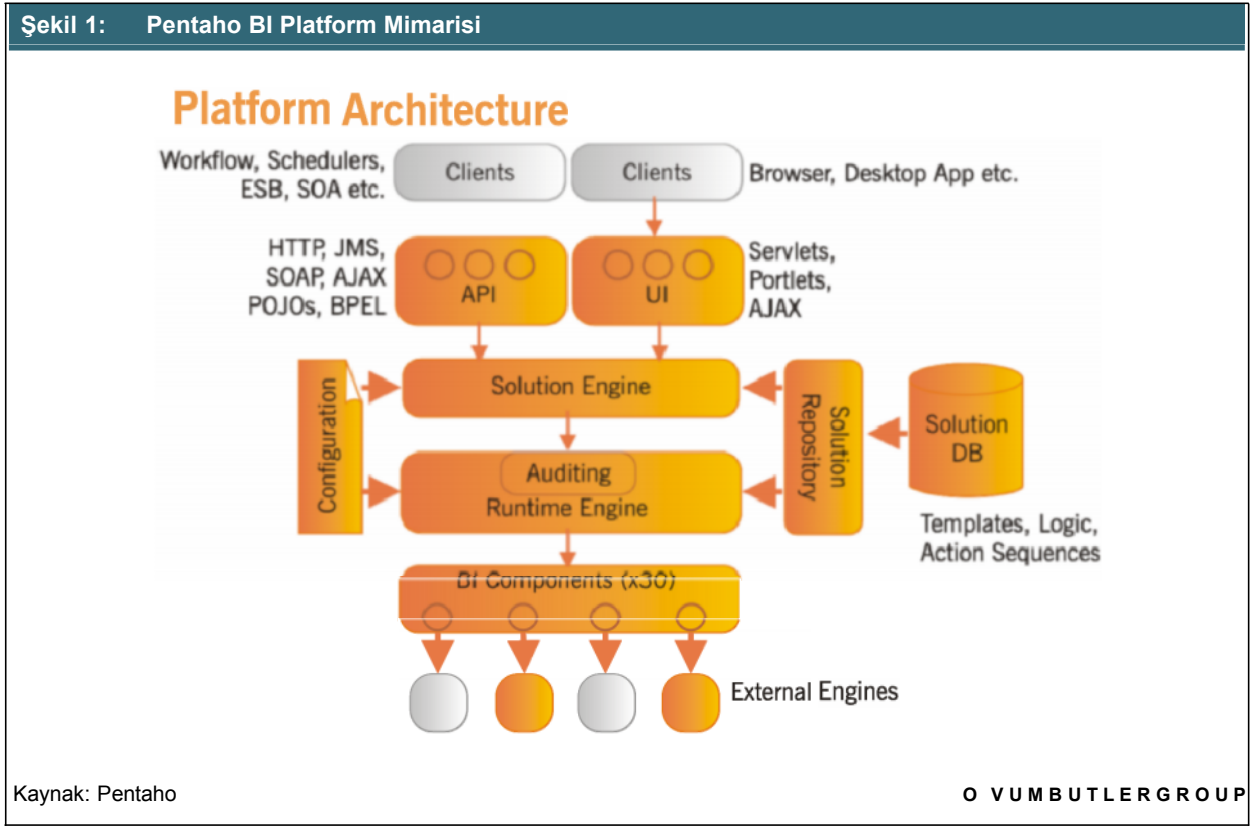 Şekil 1: Pentaho BI Platform Mimarisi
Platform Architecture
Workflow, Schedulers,
ESB, SOA etc.
Clients
Clients
Browser, Desktop App etc.
HTTP, JMS,
SOAP, AJAX
POJOs, BPEL
API
UI
Servlets,
Portlets,
AJAX
Configuration
Solution Engine
Auditing
Runtime Engine
Solution
Repository
Solution
DB
Templates, Logic,
Action Sequences
BI Components (x30)
External Engines
Kaynak: Pentaho
O VUMBUTLERGROUP